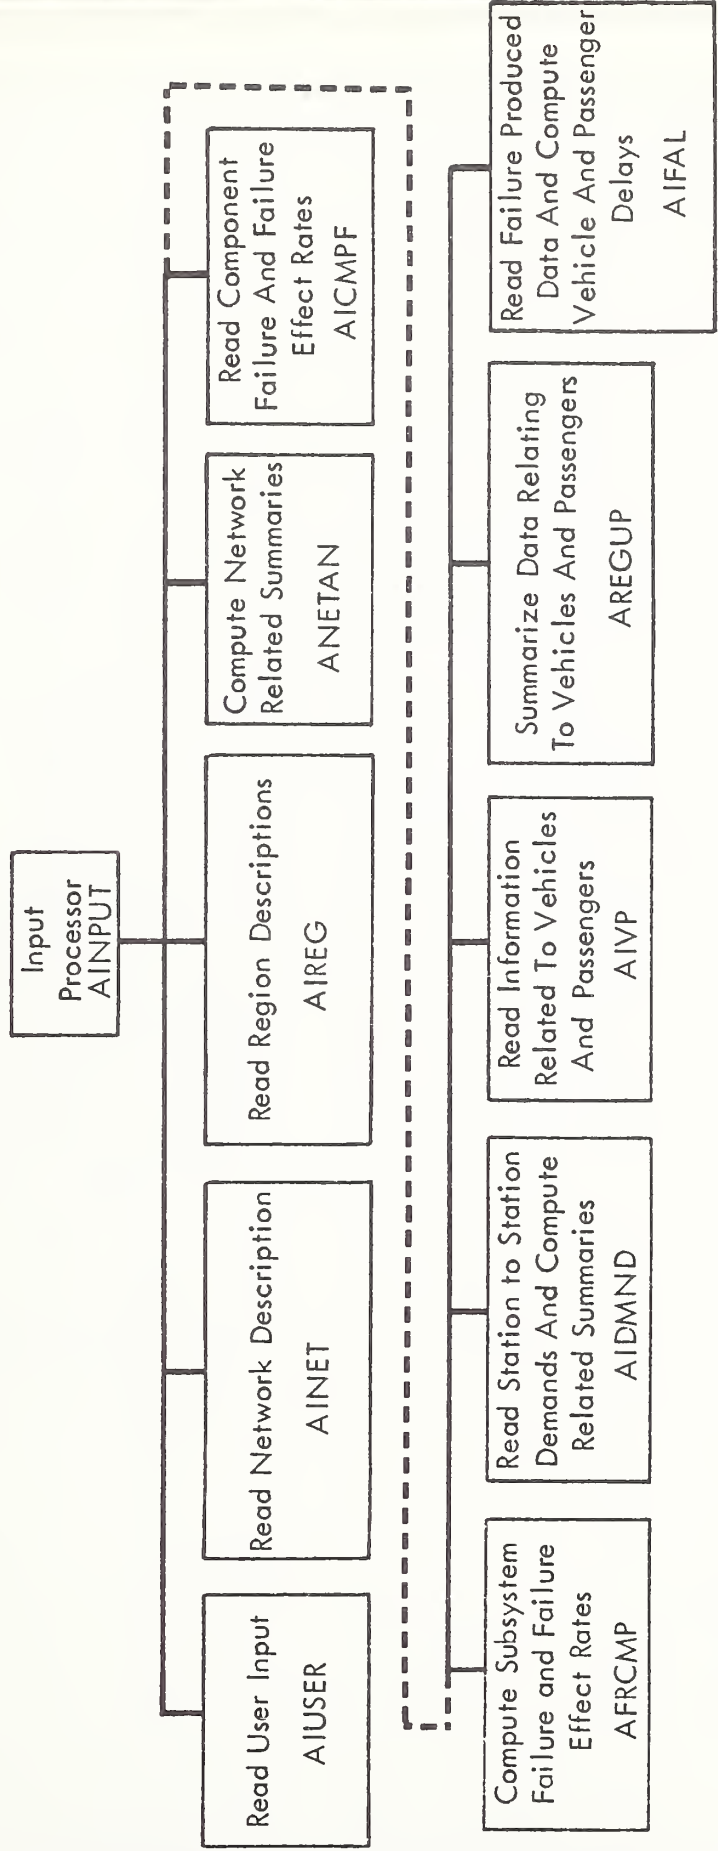 Input
Processor
AINPUT
Read User Input
AIUSER
Read Network Description
AINET
Read Region Descriptions
AIREG
Compute Network
Related Summaries
ANETAN
Read Component
Failure And Failure
Effect Rates
AICMPF
Compute Subsystem
Failure and Failure
Effect Rates
AFRCMP
Read Station to Station
Demands And Compute
Related Summaries
AIDMND
Read Information
Related To Vehicles
And Passengers
AIVP
Summarize Data Relating
To Vehicles And Passengers
AREGUP
Read Failure Produced
Data And Compute
Vehicle And Passenger
Delays
AIFAL